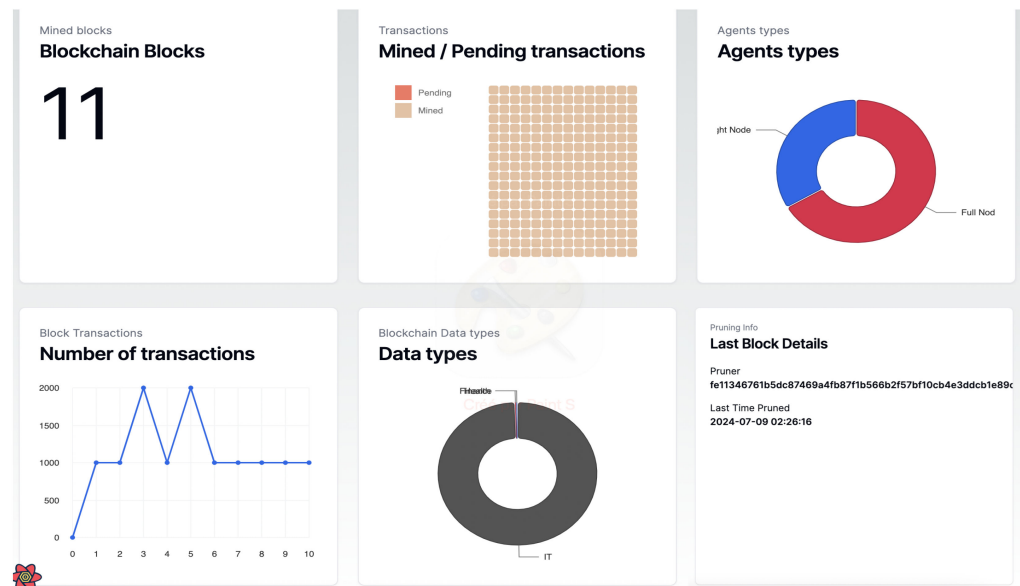 Mined blocks
Blockchain Blocks
11
Transactions
Mined / Pending transactions
Pending
Mined
Agents types
Agents types
ght Node
Full Nod
Block Transactions
Number of transactions
2000
1500
1000
500
0
0 1 2 3 4 5 6 7 8 9 10
Blockchain Data types
Data types
IT
Pruning Info
Last Block Details
Pruner
fe11346761b5dc87469a4fb87f1b566b2f57bf10cb4e3ddcb1e89c
Last Time Pruned
2024-07-09 02:26:16